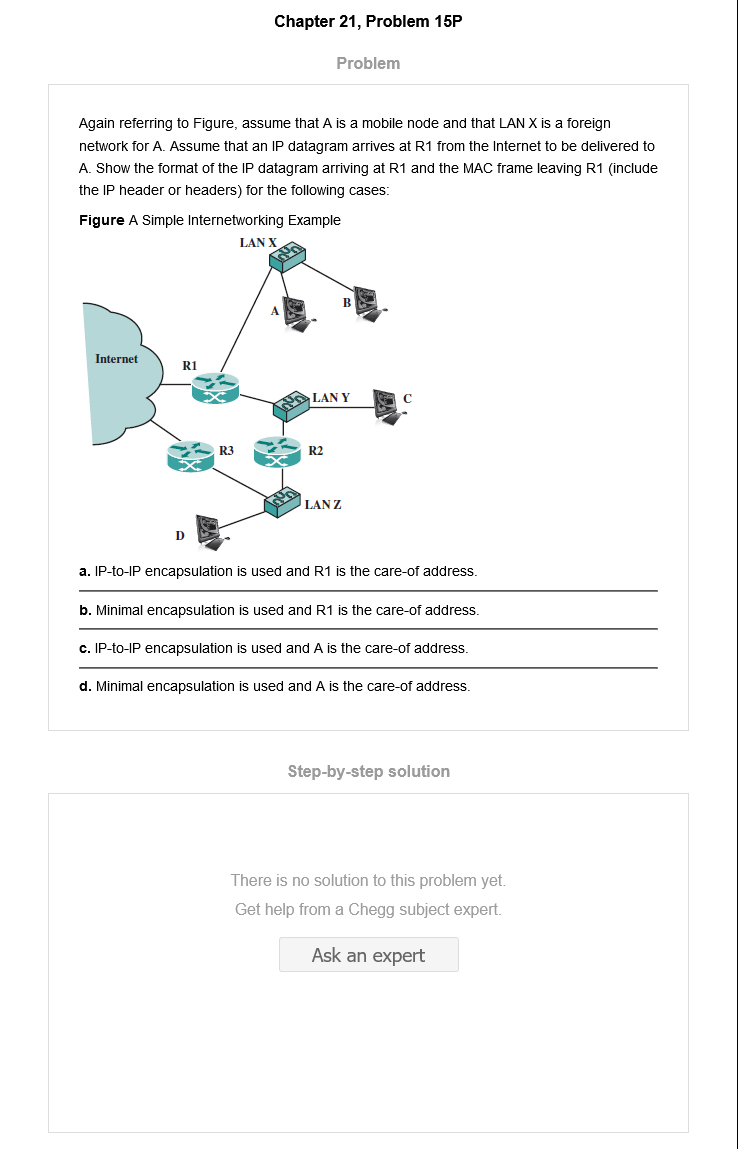 Chapter 21, Problem 15P
Problem
Again referring to Figure, assume that A is a mobile node and that LAN X is a foreign
network for A. Assume that an IP datagram arrives at R1 from the Internet to be delivered to
A. Show the format of the IP datagram arriving at R1 and the MAC frame leaving R1 (include
the IP header or headers) for the following cases:
Figure A Simple Internetworking Example
LAN X
A
B
Internet
R1
LAN Y
C
R3
R2
LAN Z
D
a. IP-to-IP encapsulation is used and R1 is the care-of address.
b. Minimal encapsulation is used and R1 is the care-of address.
c. IP-to-IP encapsulation is used and A is the care-of address.
d. Minimal encapsulation is used and A is the care-of address.
Step-by-step solution
There is no solution to this problem yet.
Get help from a Chegg subject expert.
Ask an expert